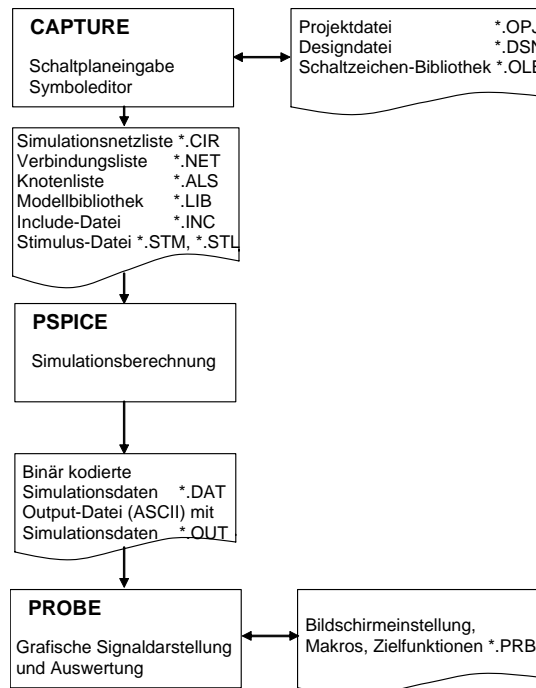 CAPTURE
Schaltplaneingabe
Symboleditor
Projektdatei *.OPJ
Designdatei *.DSN
Schaltzeichen-Bibliothek *.OLB
Simulationsnetzliste *.CIR
Verbindungsliste *.NET
Knotenliste *.ALS
Modellbibliothek *.LIB
Include-Datei *.INC
Stimulus-Datei *.STM, *.STL
PSPICE
Simulationsberechnung
Binär kodierte
Simulationsdaten *.DAT
Output-Datei (ASCII) mit
Simulationsdaten *.OUT
PROBE
Grafische Signaldarstellung
und Auswertung
Bildschirmeinstellung,
Makros, Zielfunktionen *.PRB